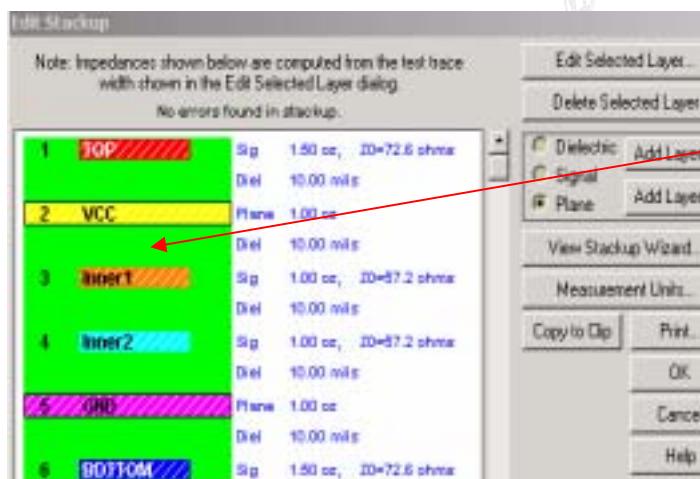 Edit Stackup
Note: Impedances shown below are computed from the test trace
width shown in the Edit Selected Layer dialog.
No errors found in stackup.
1 TOP Sig 1.50 oz, Z0=72.6 ohms
Diel 10.00 mils
2 VCC Plane 1.00 oz
Diel 10.00 mils
3 Inner1 Sig 1.00 oz, Z0=57.2 ohms
Diel 10.00 mils
4 Inner2 Sig 1.00 oz, Z0=57.2 ohms
Diel 10.00 mils
5 GND Plane 1.00 oz
Diel 10.00 mils
6 BOTTOM Sig 1.50 oz, Z0=72.6 ohms
Edit Selected Layer...
Delete Selected Layer
Dielectric
Signal
Plane
Add Layer
Add Layer
View Stackup Wizard...
Measurement Units...
Copy to Clip Print...
OK
Cance
Help